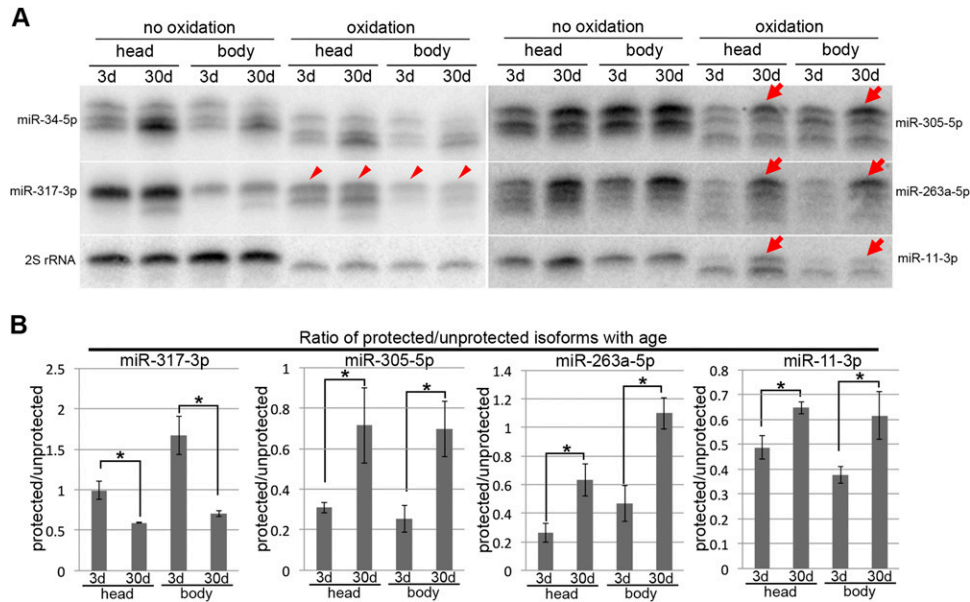 A
no oxidation
oxidation
no oxidation
oxidation
head
body
head
body
head
body
head
body
3d 30d 3d 30d 3d 30d 3d 30d
3d 30d 3d 30d 3d 30d 3d 30d
miR-34-5p
miR-305-5p
miR-317-3p
miR-263a-5p
2S rRNA
miR-11-3p
B
Ratio of protected/unprotected isoforms with age
miR-317-3p
protected/unprotected
2.5
2
1.5
1
0.5
0
*
*
3d 30d 3d 30d
head body
miR-305-5p
protected/unprotected
1
0.8
0.6
0.4
0.2
0
*
*
3d 30d 3d 30d
head body
miR-263a-5p
protected/unprotected
1.4
1.2
1
0.8
0.6
0.4
0.2
0
*
*
3d 30d 3d 30d
head body
miR-11-3p
protected/unprotected
0.8
0.7
0.6
0.5
0.4
0.3
0.2
0.1
0
*
*
3d 30d 3d 30d
head body